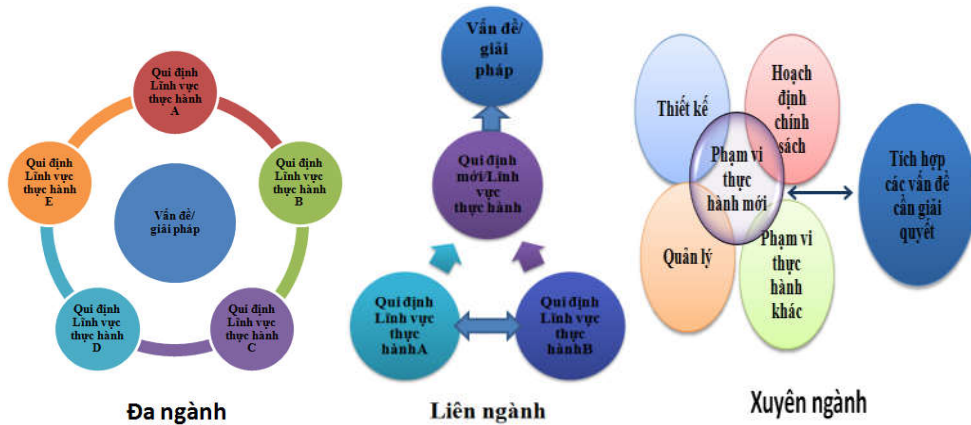 Qui định
Lĩnh vực
thực hành
A
Qui định
Lĩnh vực
thực hành
B
Qui định
Lĩnh vực
thực hành
C
Qui định
Lĩnh vực
thực hành
D
Qui định
Lĩnh vực
thực hành
E
Vấn đề/
giải pháp
Đa ngành
Vấn đề/
giải
pháp
Qui định
mới/Lĩnh
vực
thực hành
Qui định
Lĩnh vực
thực
hànhA
Qui định
Lĩnh vực
thực
hànhB
Liên ngành
Thiết kế
Hoạch
định
chính
sách
Phạm vi
thực
hành mới
Quản lý
Phạm vi
thực
hành
khác
Tích hợp
các vấn đề
cần giải
quyết
Xuyên ngành